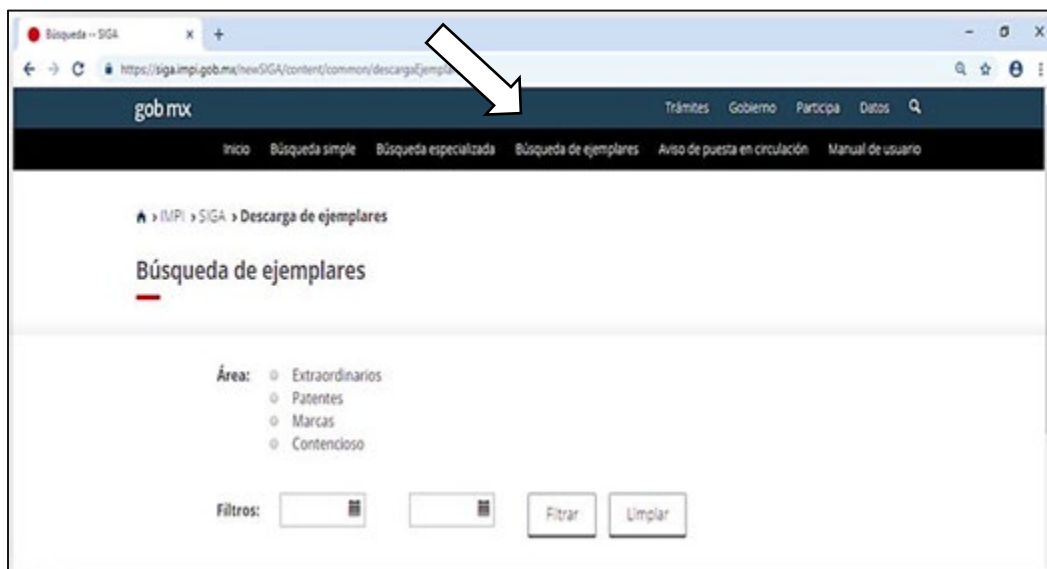 Búsqueda -- SIGA
https://siga.impi.gob.mx/newSIGA/content/common/descargaEjempla
gob.mx Trámites Gobierno Participa Datos
Inicio Búsqueda simple Búsqueda especializada Búsqueda de ejemplares Aviso de puesta en circulación Manual de usuario
› IMPI › SIGA › Descarga de ejemplares
Búsqueda de ejemplares
Área: Extraordinarios
Patentes
Marcas
Contencioso
Filtros: Filtrar Limpiar